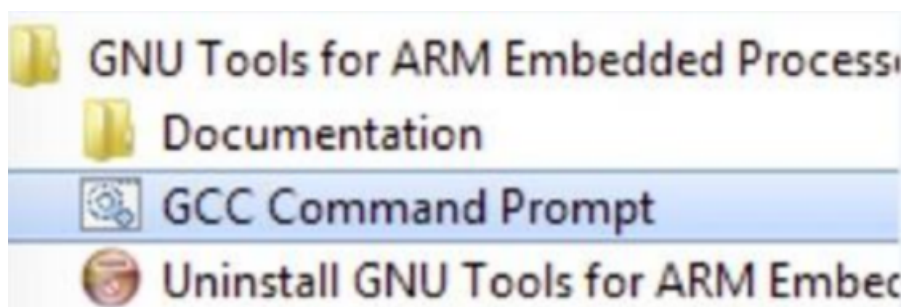 GNU Tools for ARM Embedded Process
Documentation
GCC Command Prompt
Uninstall GNU Tools for ARM Embed